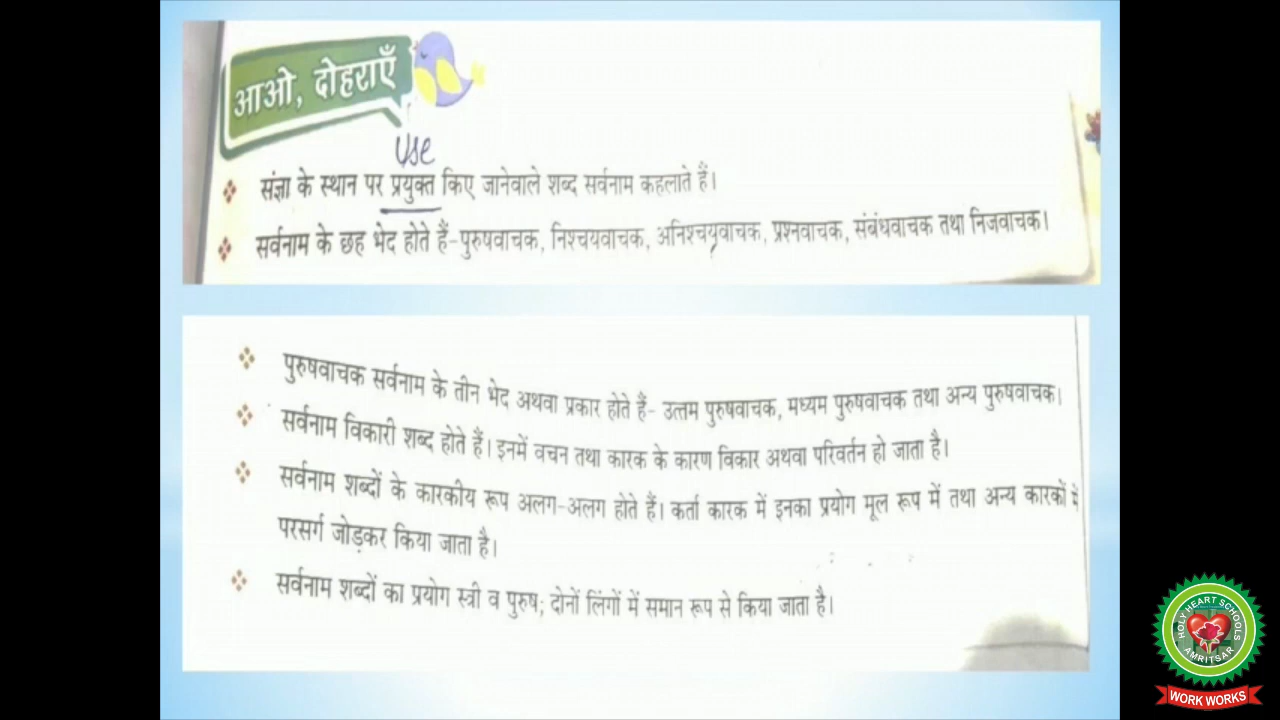 आओ, दोहराएँ
use
संज्ञा के स्थान पर प्रयुक्त किए जानेवाले शब्द सर्वनाम कहलाते हैं।
सर्वनाम के छह भेद होते हैं-पुरुषवाचक, निश्चयवाचक, अनिश्चयवाचक, प्रश्नवाचक, संबंधवाचक तथा निजवाचक।
पुरुषवाचक सर्वनाम के तीन भेद अथवा प्रकार होते हैं- उत्तम पुरुषवाचक, मध्यम पुरुषवाचक तथा अन्य पुरुषवाचक।
सर्वनाम विकारी शब्द होते हैं। इनमें वचन तथा कारक के कारण विकार अथवा परिवर्तन हो जाता है।
सर्वनाम शब्दों के कारकीय रूप अलग-अलग होते हैं। कर्ता कारक में इनका प्रयोग मूल रूप में तथा अन्य कारकों में
परसर्ग जोड़कर किया जाता है।
सर्वनाम शब्दों का प्रयोग स्त्री व पुरुष; दोनों लिंगों में समान रूप से किया जाता है।
HOLY HEART SCHOOLS
AMRITSAR
WORK WORKS